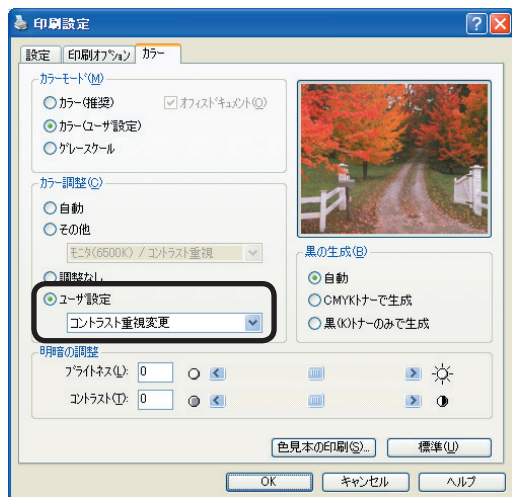 印刷設定
設定 印刷オプション カラー
カラーモード(M)
カラー(推奨) オフィスドキュメント(O)
カラー(ユーザ設定)
グレースケール
カラー調整(C)
自動
その他
モニタ(6500K) / コントラスト重視
調整なし
ユーザ設定
コントラスト重視変更
黒の生成(B)
自動
CMYKトナーで生成
黒(K)トナーのみで生成
明暗の調整
ブライトネス(L): 0
コントラスト(T): 0
色見本の印刷(S)... 標準(U)
OK キャンセル ヘルプ